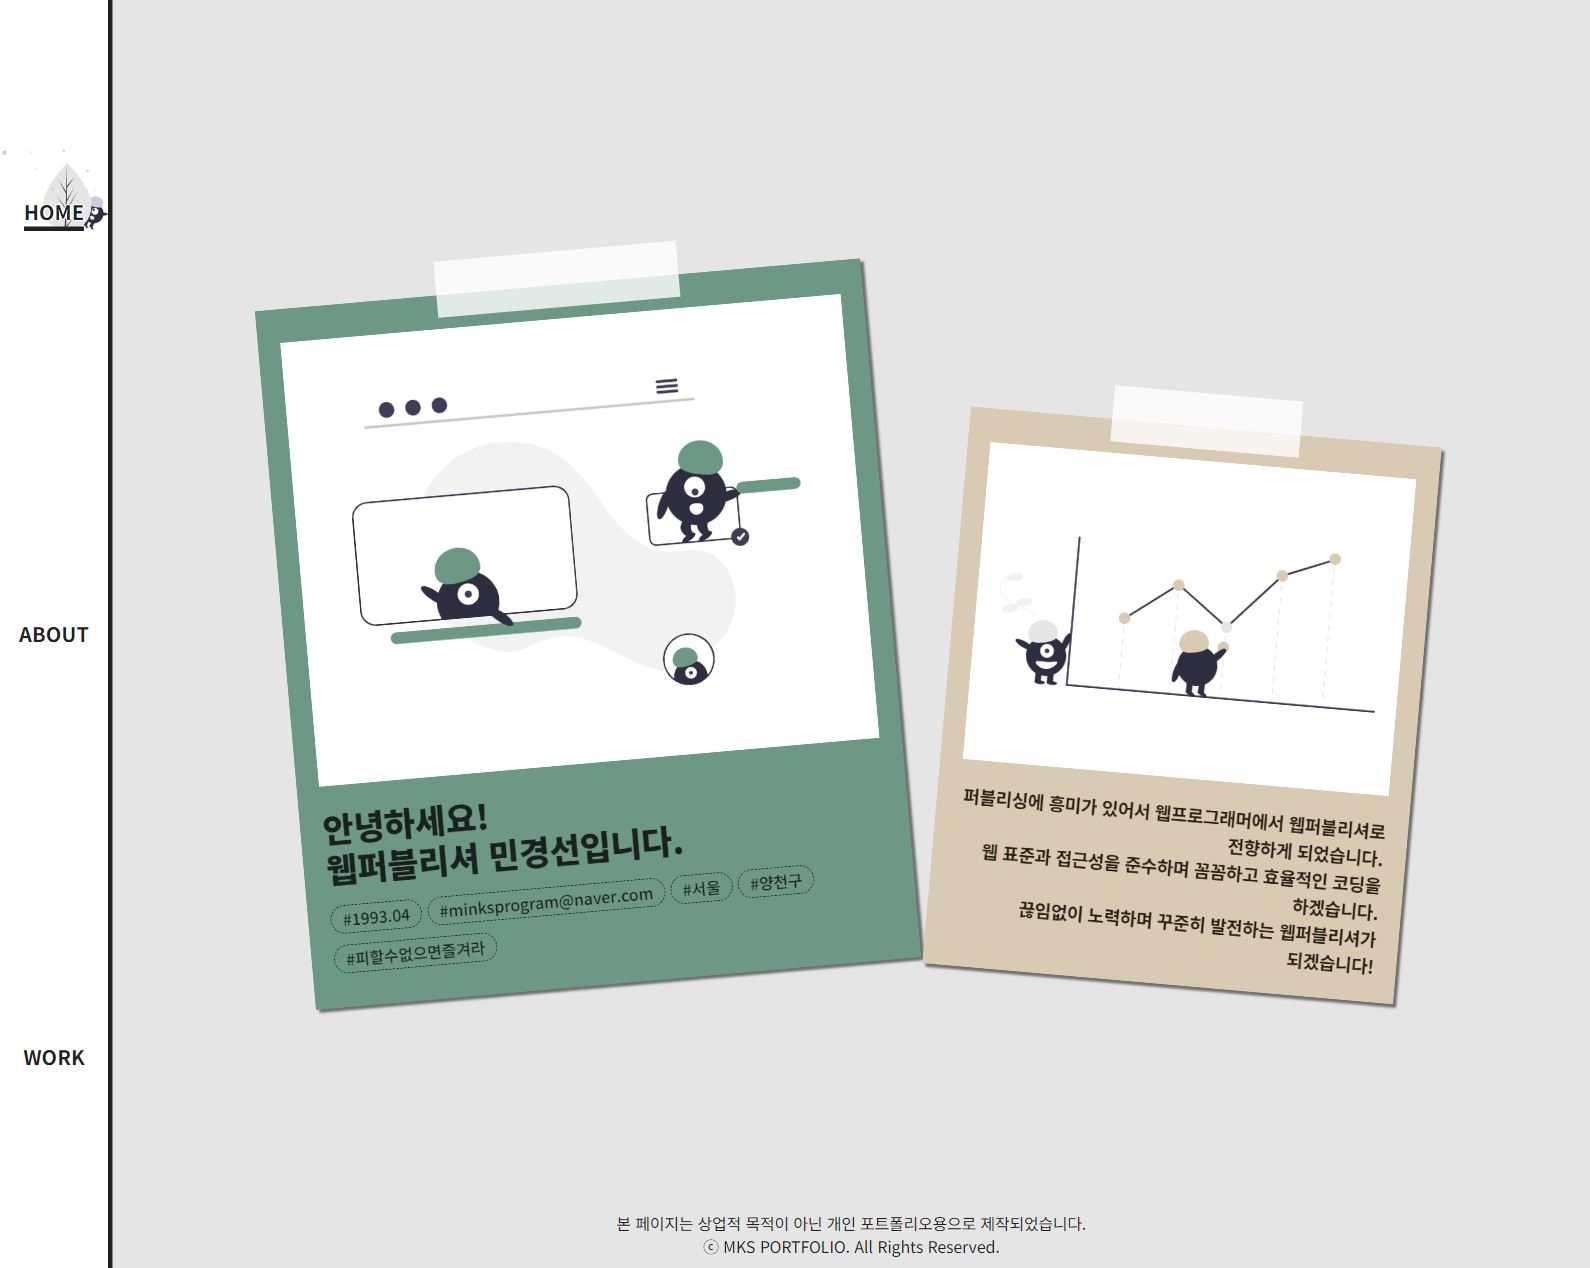 HOME
ABOUT
WORK
안녕하세요!
웹퍼블리셔 민경선입니다.
#1993.04 #minksprogram@naver.com #서울 #양천구
#피할수없으면즐겨라
퍼블리싱에 흥미가 있어서 웹프로그래머에서 웹퍼블리셔로
전향하게 되었습니다.
웹 표준과 접근성을 준수하며 꼼꼼하고 효율적인 코딩을
하겠습니다.
끊임없이 노력하며 꾸준히 발전하는 웹퍼블리셔가
되겠습니다!
본 페이지는 상업적 목적이 아닌 개인 포트폴리오용으로 제작되었습니다.
ⓒ MKS PORTFOLIO. All Rights Reserved.